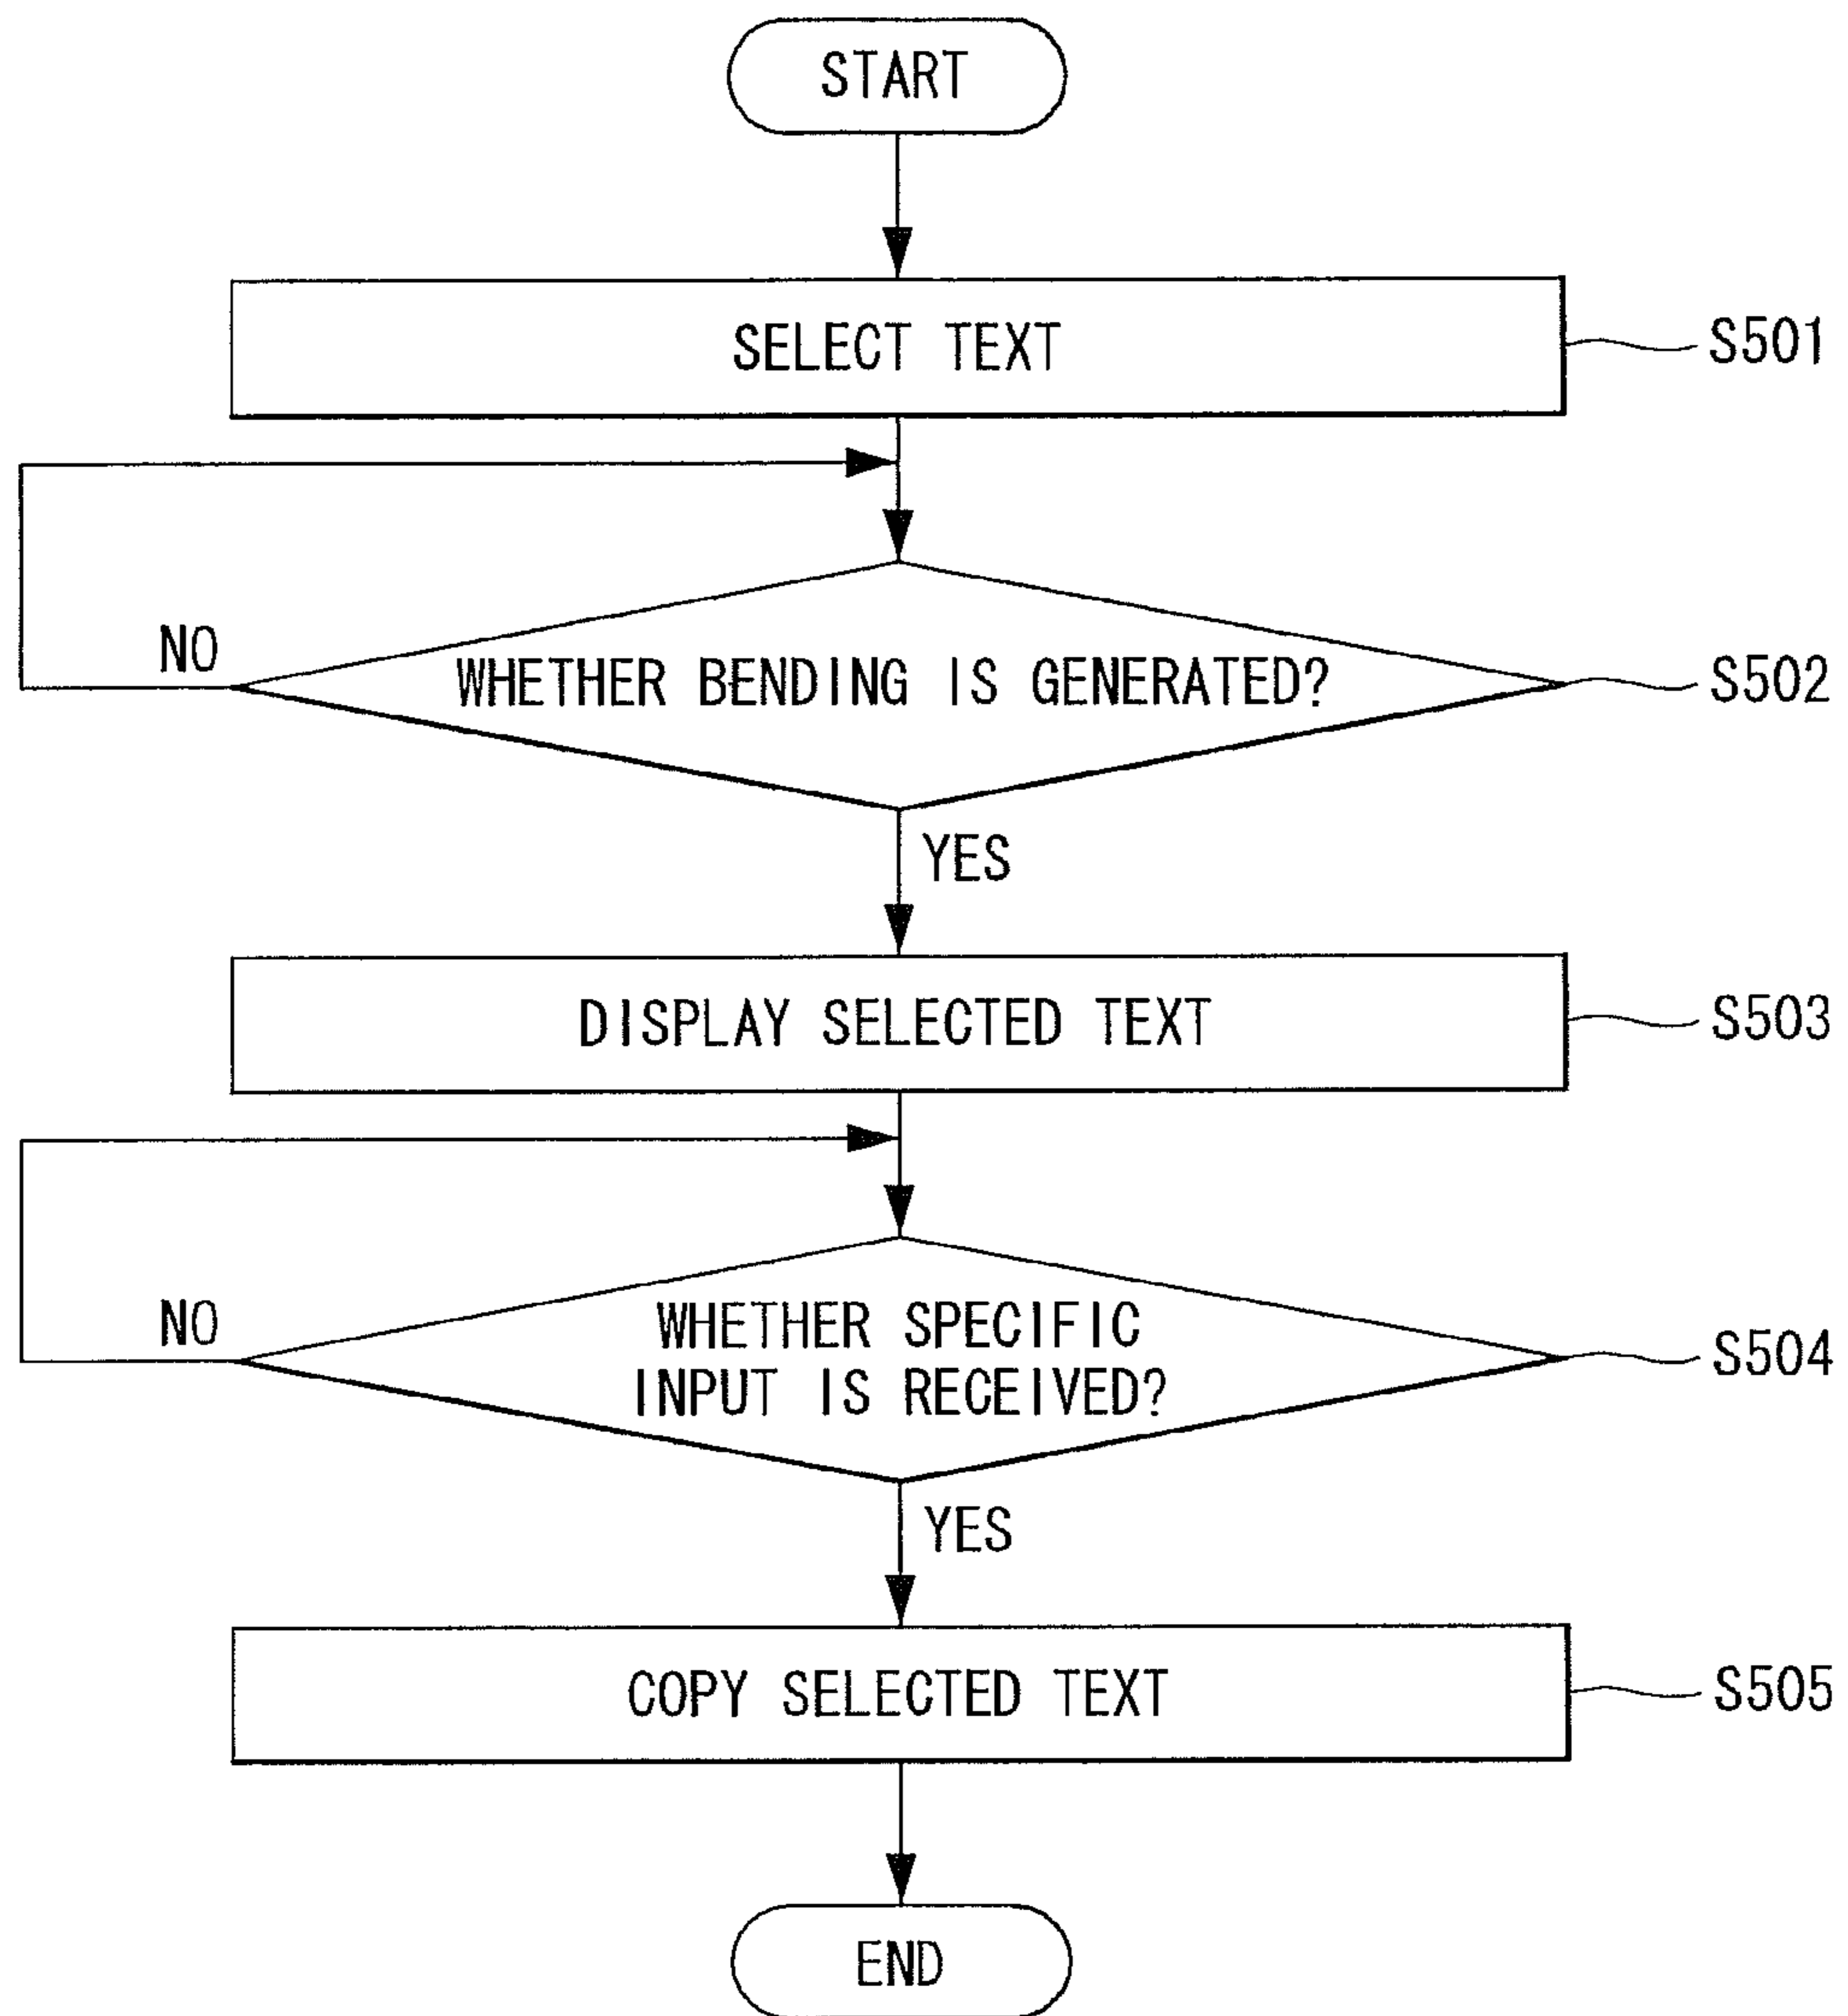 START
SELECT TEXT
S501
NO
WHETHER BENDING IS GENERATED?
S502
YES
DISPLAY SELECTED TEXT
S503
NO
WHETHER SPECIFIC
INPUT IS RECEIVED?
S504
YES
COPY SELECTED TEXT
S505
END